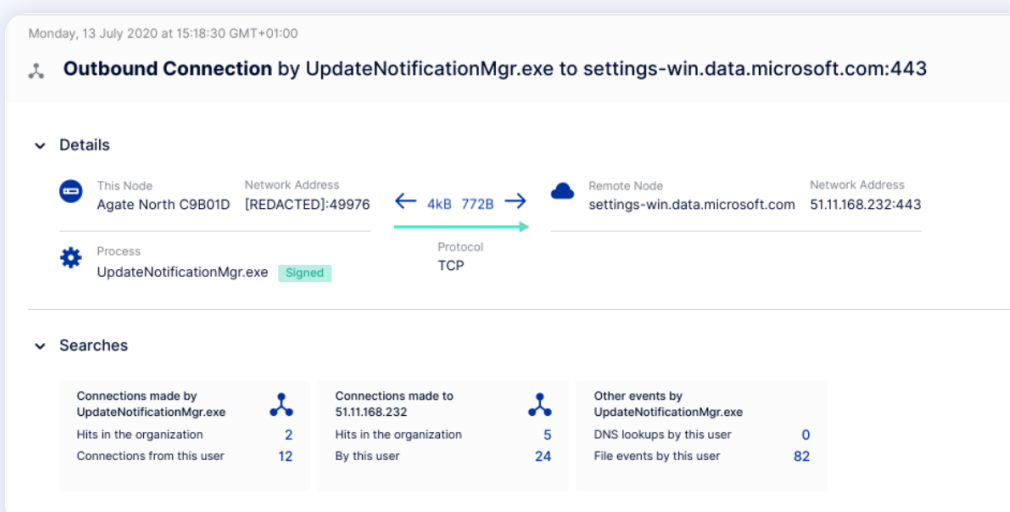 Monday, 13 July 2020 at 15:18:30 GMT+01:00
Outbound Connection by UpdateNotificationMgr.exe to settings-win.data.microsoft.com:443
Details
This Node
Agate North C9B01D
Network Address
[REDACTED]:49976
4kB 772B
Protocol
TCP
Remote Node
settings-win.data.microsoft.com
Network Address
51.11.168.232:443
Process
UpdateNotificationMgr.exe Signed
Searches
Connections made by
UpdateNotificationMgr.exe
Hits in the organization 2
Connections from this user 12
Connections made to
51.11.168.232
Hits in the organization 5
By this user 24
Other events by
UpdateNotificationMgr.exe
DNS lookups by this user 0
File events by this user 82